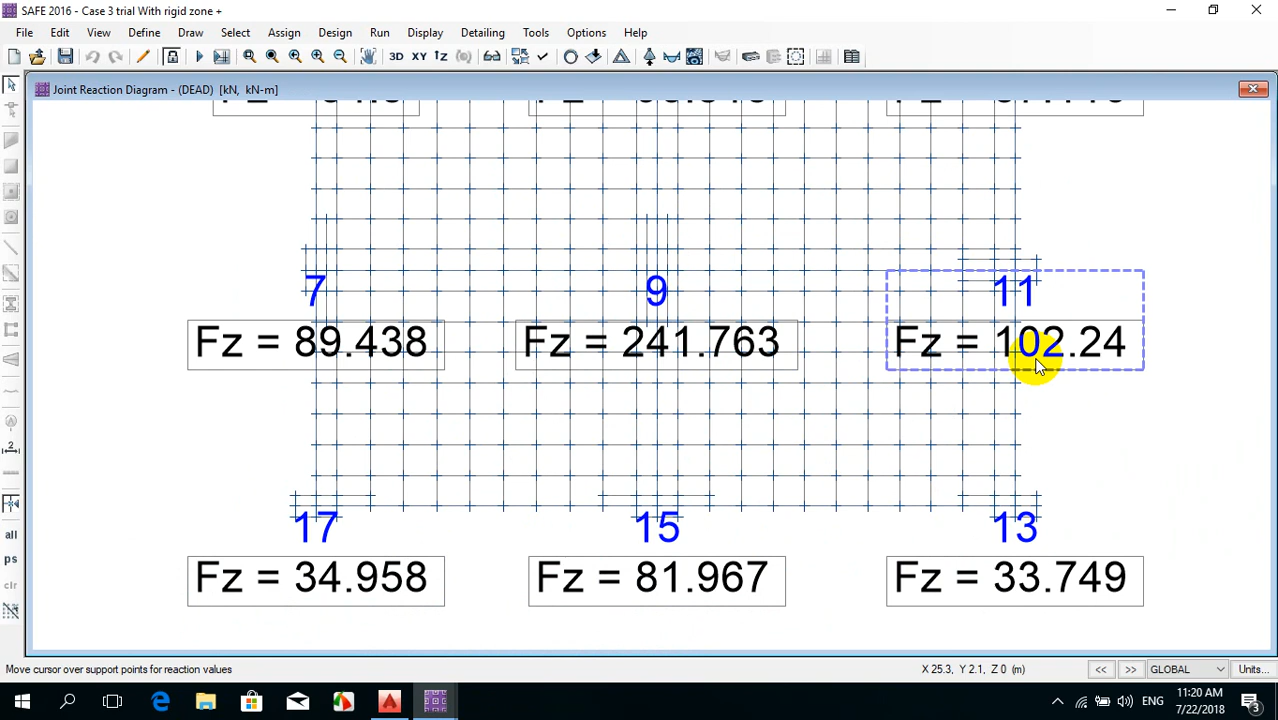 SAFE 2016 - Case 3 trial With rigid zone +
File Edit View Define Draw Select Assign Design Run Display Detailing Tools Options Help
3D XY
Joint Reaction Diagram - (DEAD) [kN, kN-m]
7 9 11
Fz = 89.438 Fz = 241.763 Fz = 102.24
17 15 13
Fz = 34.958 Fz = 81.967 Fz = 33.749
2
all
ps
clr
Move cursor over support points for reaction values X 25.3, Y 2.1, Z 0 (m) << >> GLOBAL Units...
ENG 11:20 AM
7/22/2018 3